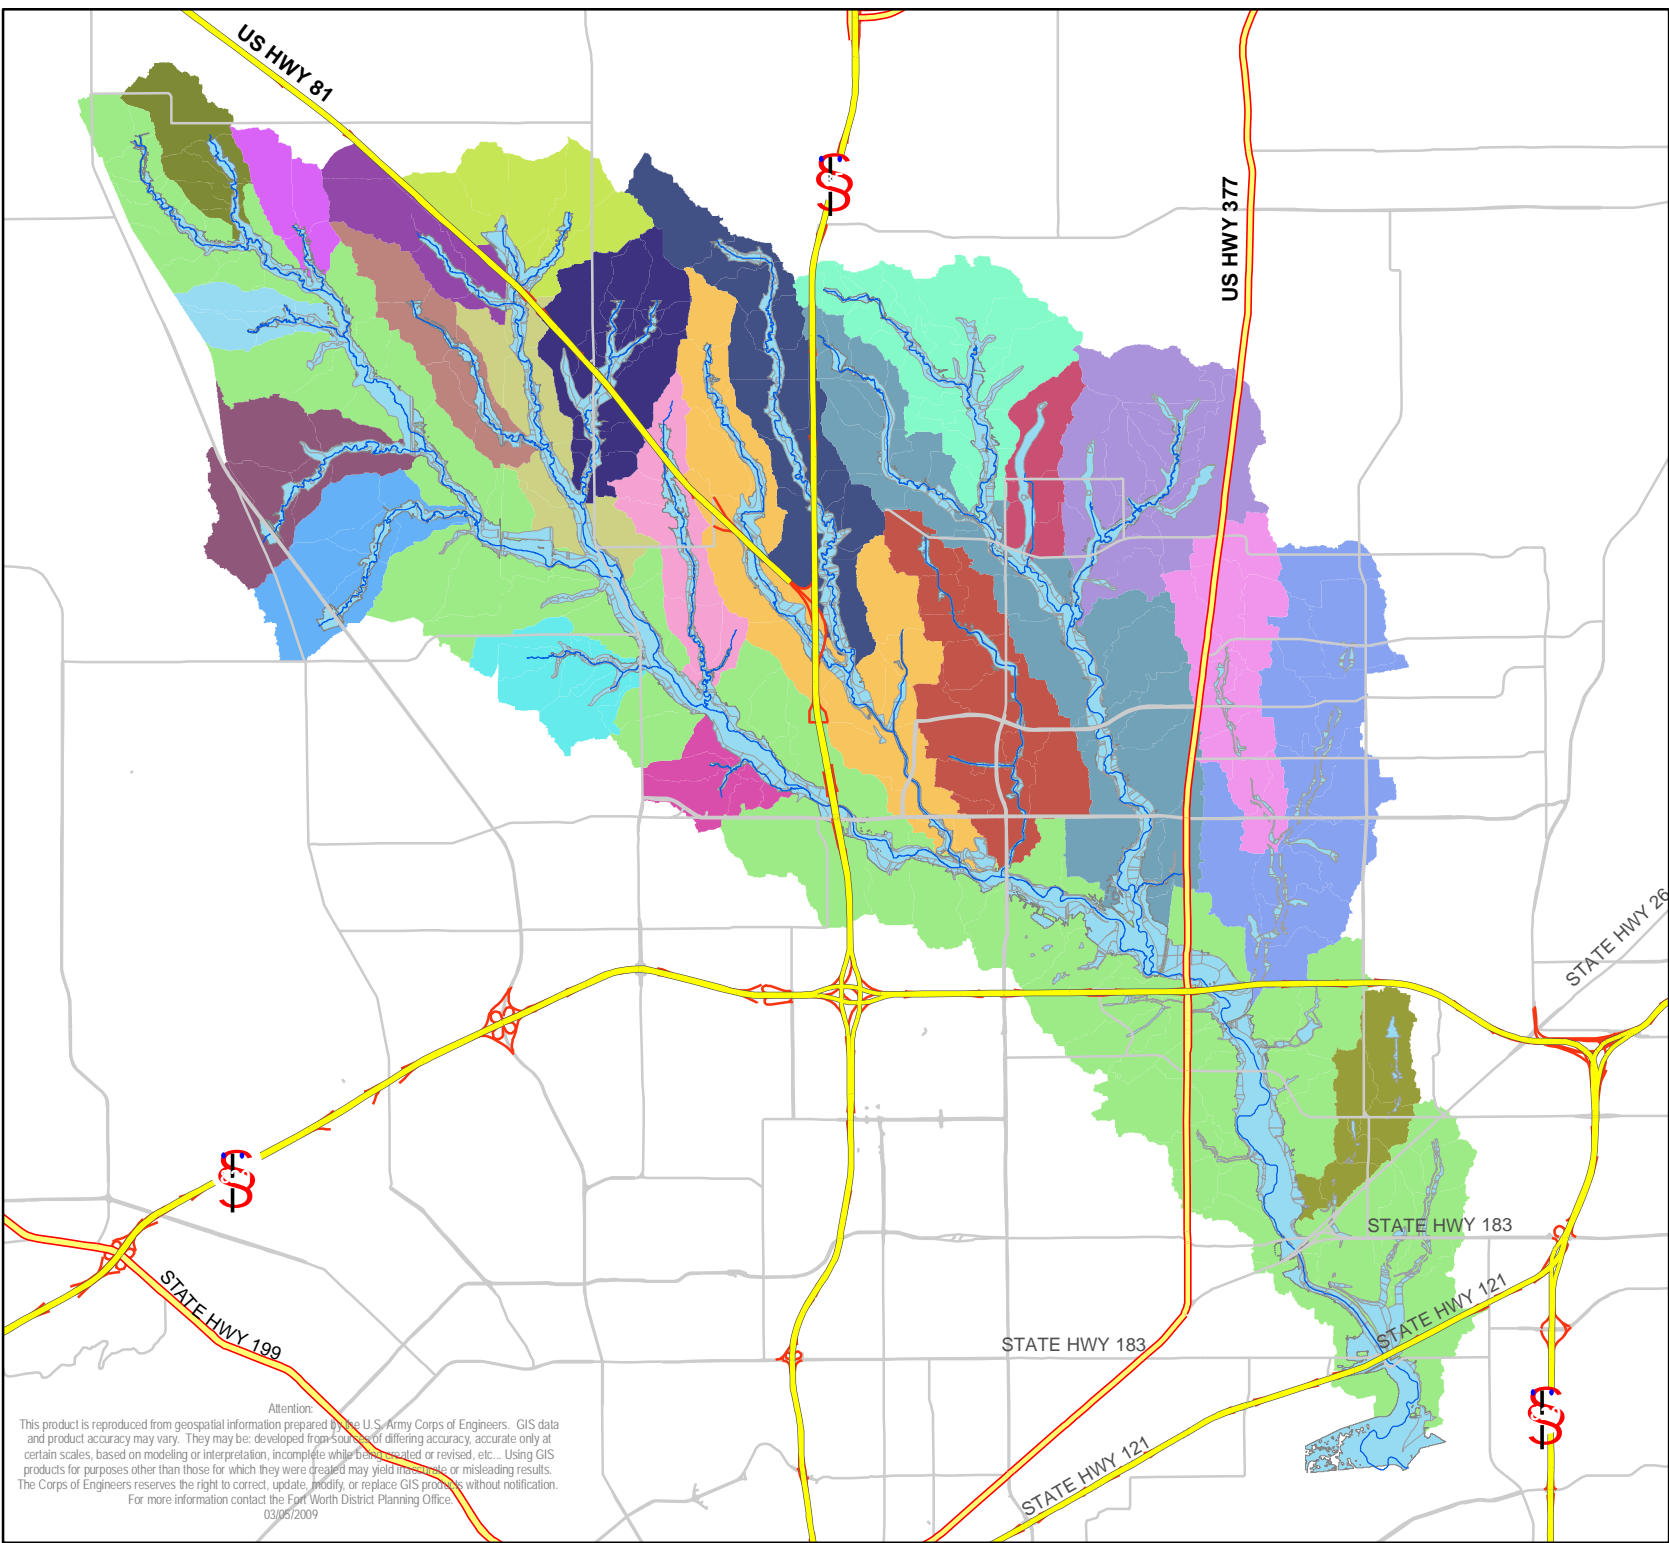 US HWY 81
US HWY 377
STATE HWY 26
STATE HWY 183
STATE HWY 121
STATE HWY 199
STATE HWY 183
STATE HWY 121
Attention:
This product is reproduced from geospatial information prepared by the U.S. Army Corps of Engineers. GIS data
and product accuracy may vary. They may be: developed from sources of differing accuracy, accurate only at
certain scales, based on modeling or interpretation, incomplete while being created or revised, etc... Using GIS
products for purposes other than those for which they were created may yield inaccurate or misleading results.
The Corps of Engineers reserves the right to correct, update, modify, or replace GIS products without notification.
For more information contact the Fort Worth District Planning Office.
03/05/2009